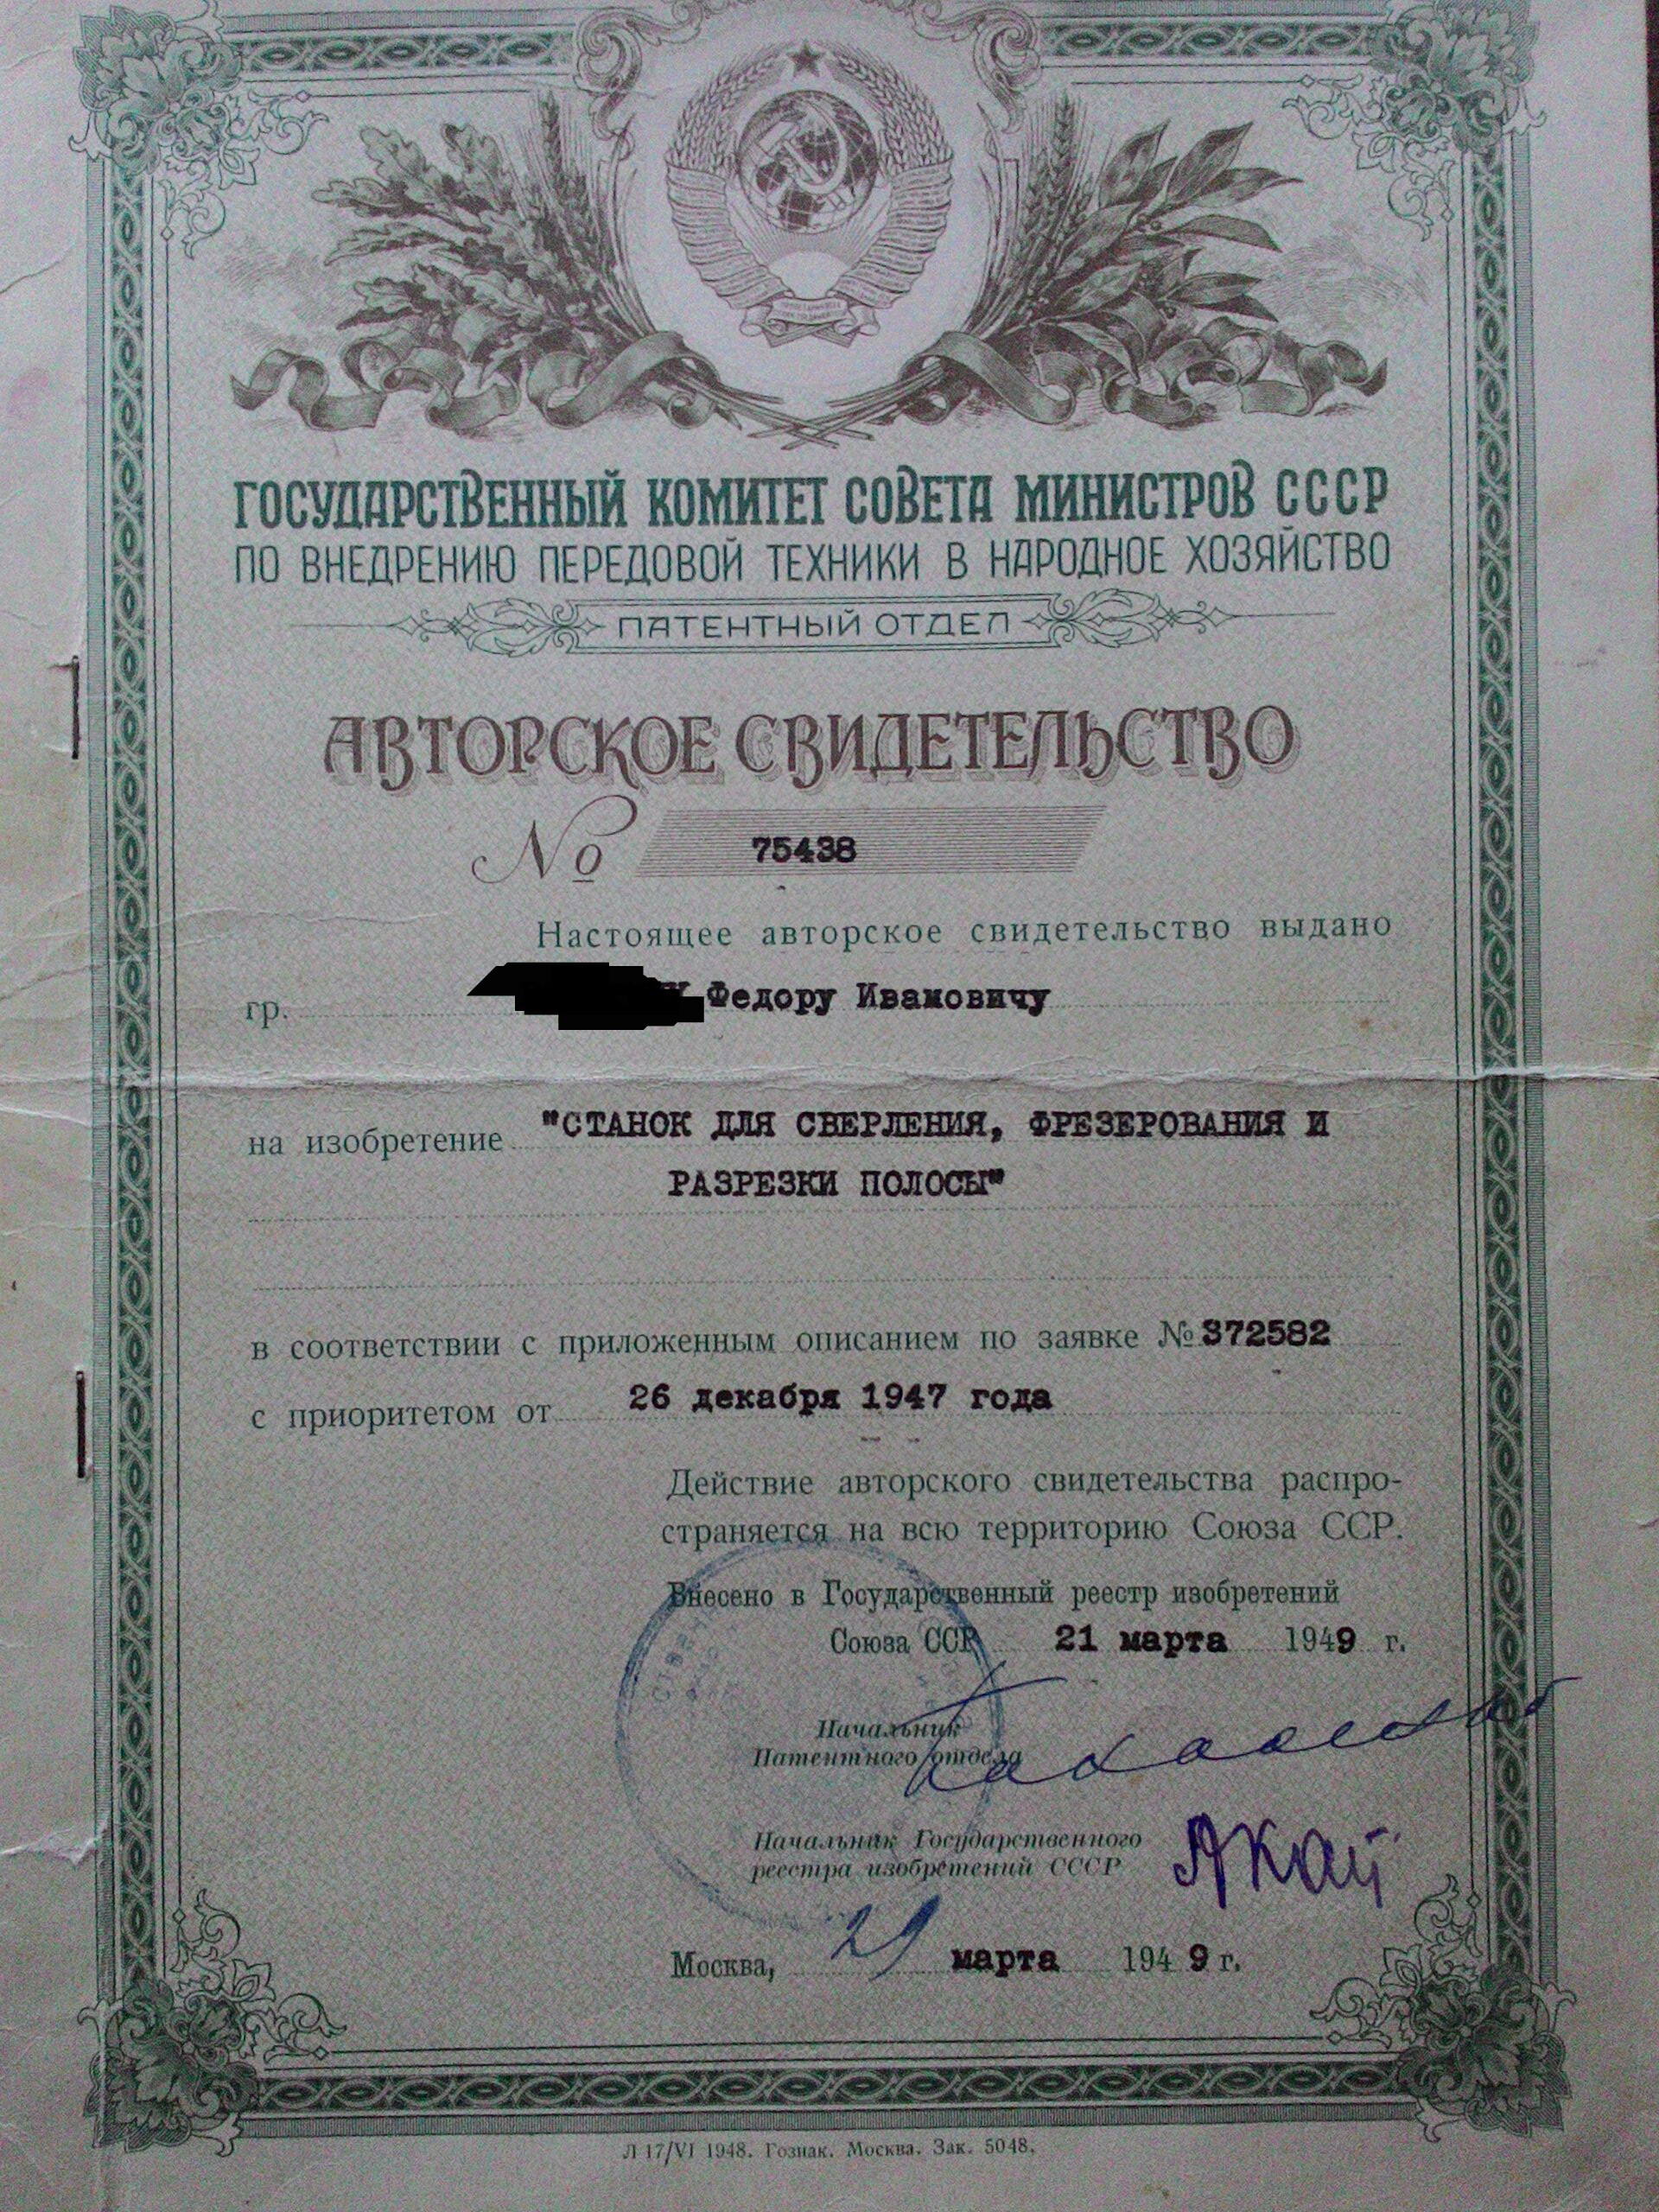 ГОСУДАРСТВЕННЫЙ КОМИТЕТ СОВЕТА МИНИСТРОВ СССР
ПО ВНЕДРЕНИЮ ПЕРЕДОВОЙ ТЕХНИКИ В НАРОДНОЕ ХОЗЯЙСТВО
ПАТЕНТНЫЙ ОТДЕЛ
АВТОРСКОЕ СВИДЕТЕЛЬСТВО
№ 75438
Настоящее авторское свидетельство выдано
гр. Федору Ивановичу
на изобретение "СТАНОК ДЛЯ СВЕРЛЕНИЯ, ФРЕЗЕРОВАНИЯ И
РАЗРЕЗКИ ПОЛОСЫ"
в соответствии с приложенным описанием по заявке № 372582
с приоритетом от 26 декабря 1947 года
Действие авторского свидетельства распро-
страняется на всю территорию Союза ССР.
Внесено в Государственный реестр изобретений
Союза ССР 21 марта 1949 г.
Начальник
Патентного отдела
Начальник Государственного
реестра изобретений СССР
Москва, 29 марта 1949 г.
Л 17/VI 1948. Гознак. Москва. Зак. 5048.